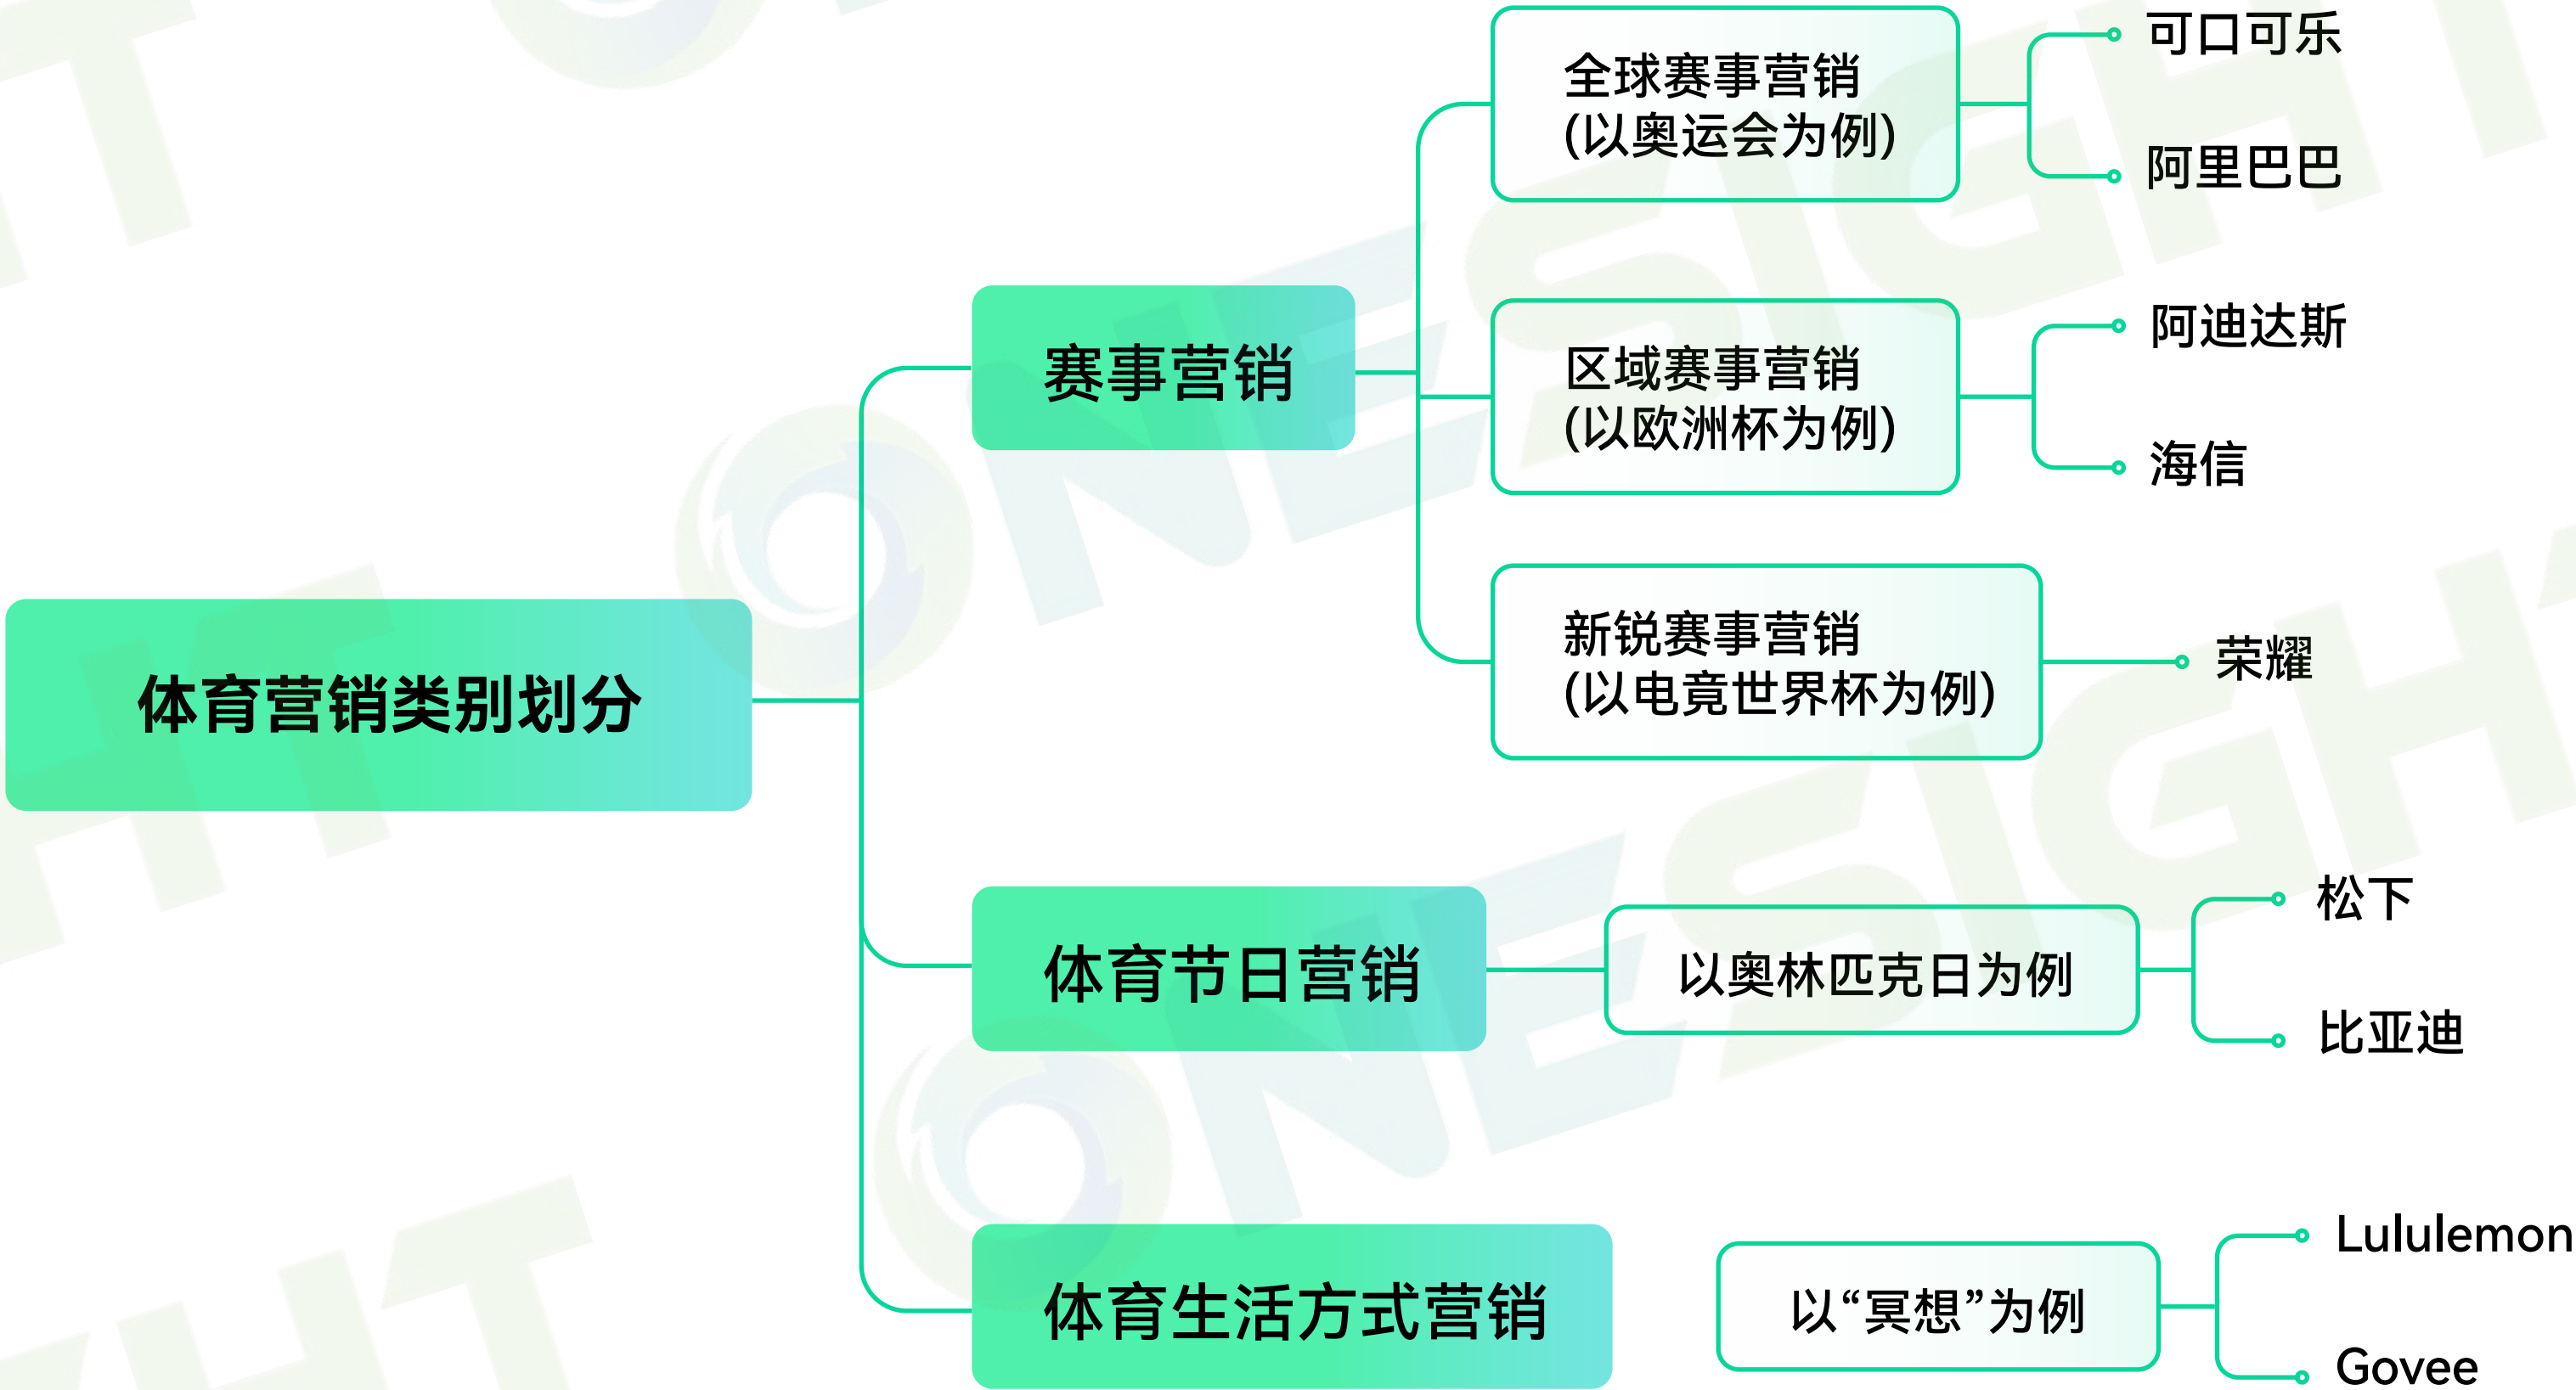 体育营销类别划分
赛事营销
全球赛事营销
(以奥运会为例)
可口可乐
阿里巴巴
区域赛事营销
(以欧洲杯为例)
阿迪达斯
海信
新锐赛事营销
(以电竞世界杯为例)
荣耀
体育节日营销
以奥林匹克日为例
松下
比亚迪
体育生活方式营销
以“冥想”为例
Lululemon
Govee
ONESIGHT
ONESIGHT